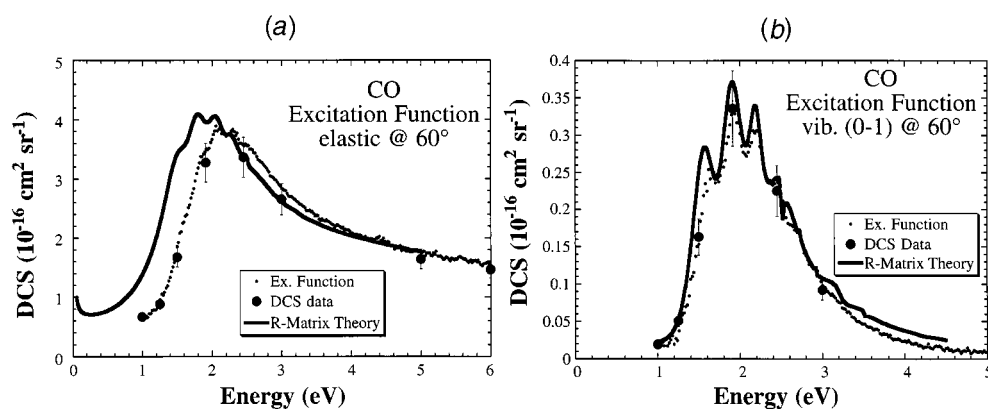 (a)
CO
Excitation Function
elastic @ 60°
Ex. Function
DCS data
R-Matrix Theory
DCS (10⁻¹⁶ cm² sr⁻¹)
5
4
3
2
1
0
0 1 2 3 4 5 6
Energy (eV)
(b)
CO
Excitation Function
vib. (0-1) @ 60°
Ex. Function
DCS Data
R-Matrix Theory
DCS (10⁻¹⁶ cm² sr⁻¹)
0.4
0.35
0.3
0.25
0.2
0.15
0.1
0.05
0
0 1 2 3 4 5
Energy (eV)